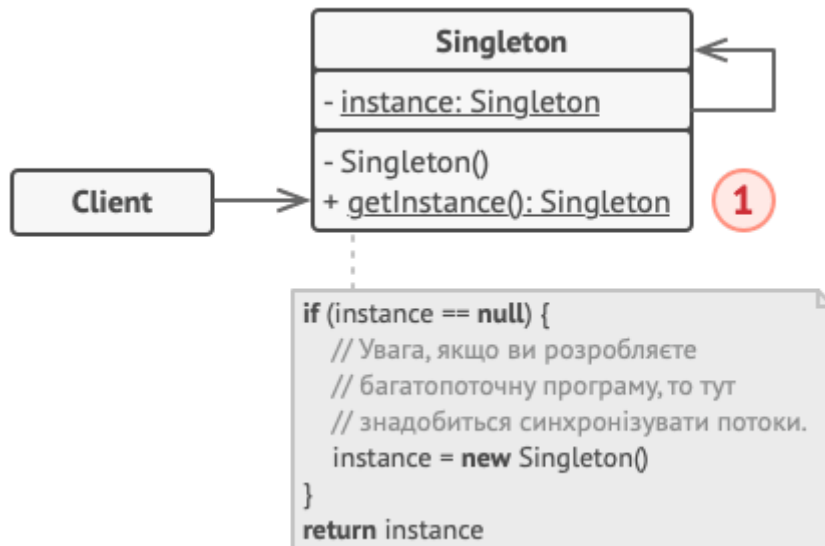 Singleton
- instance: Singleton
- Singleton()
+ getInstance(): Singleton
Client
1
if (instance == null) {
// Увага, якщо ви розробляєте
// багатопоточну програму, то тут
// знадобиться синхронізувати потоки.
instance = new Singleton()
}
return instance